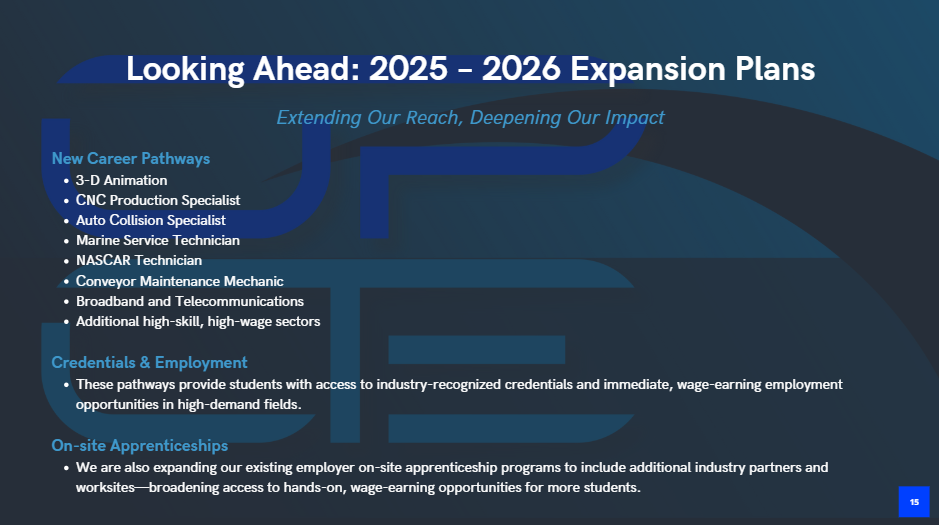 Looking Ahead: 2025 – 2026 Expansion Plans
Extending Our Reach, Deepening Our Impact
New Career Pathways
• 3-D Animation
• CNC Production Specialist
• Auto Collision Specialist
• Marine Service Technician
• NASCAR Technician
• Conveyor Maintenance Mechanic
• Broadband and Telecommunications
• Additional high-skill, high-wage sectors
Credentials & Employment
• These pathways provide students with access to industry-recognized credentials and immediate, wage-earning employment
opportunities in high-demand fields.
On-site Apprenticeships
• We are also expanding our existing employer on-site apprenticeship programs to include additional industry partners and
worksites—broadening access to hands-on, wage-earning opportunities for more students.
15
UP
CTE